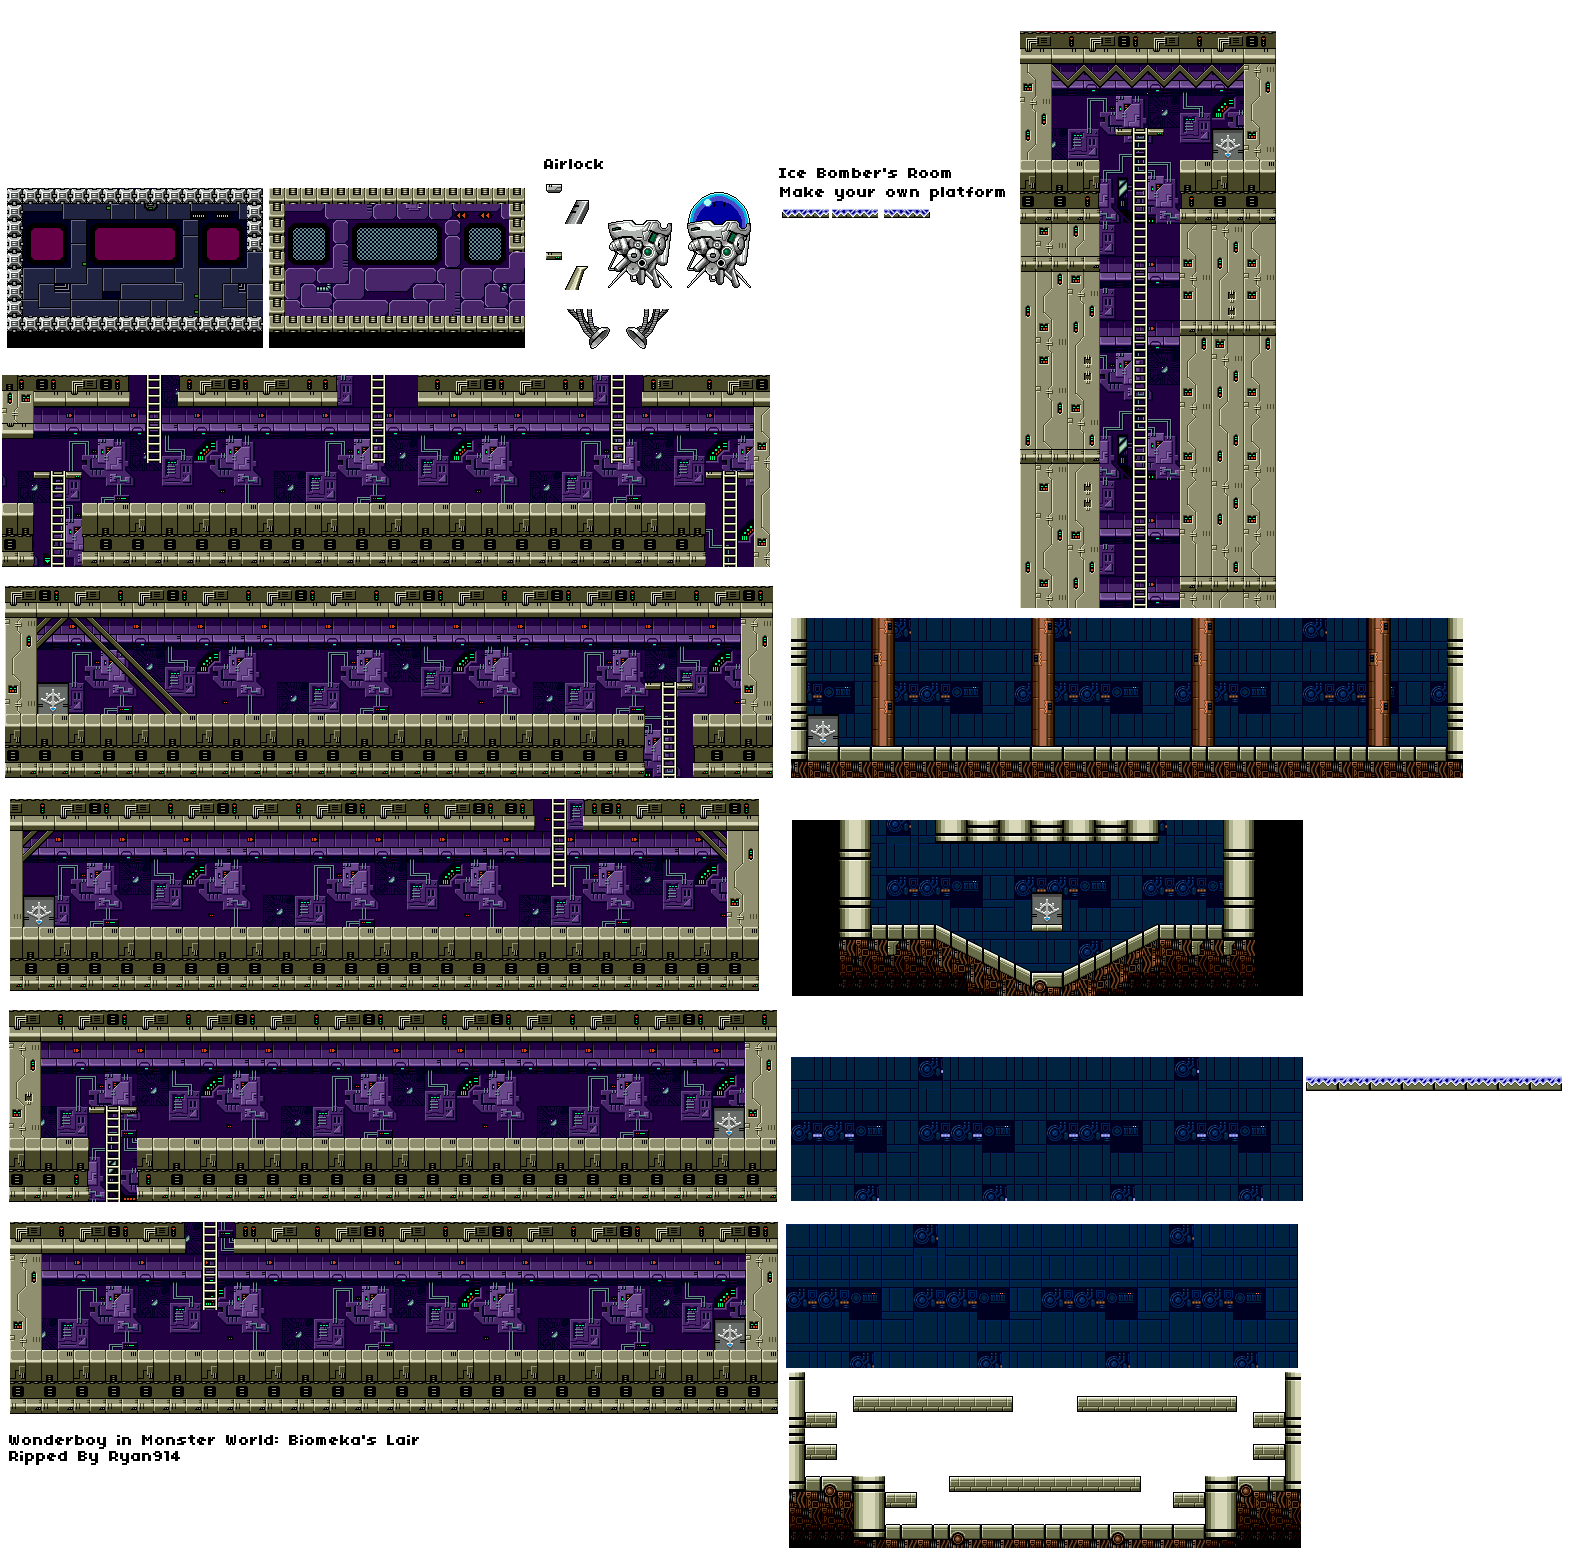 Airlock
Ice Bomber's Room
Make your own platform
Wonderboy in Monster World: Biomeka's Lair
Ripped By Ryan914